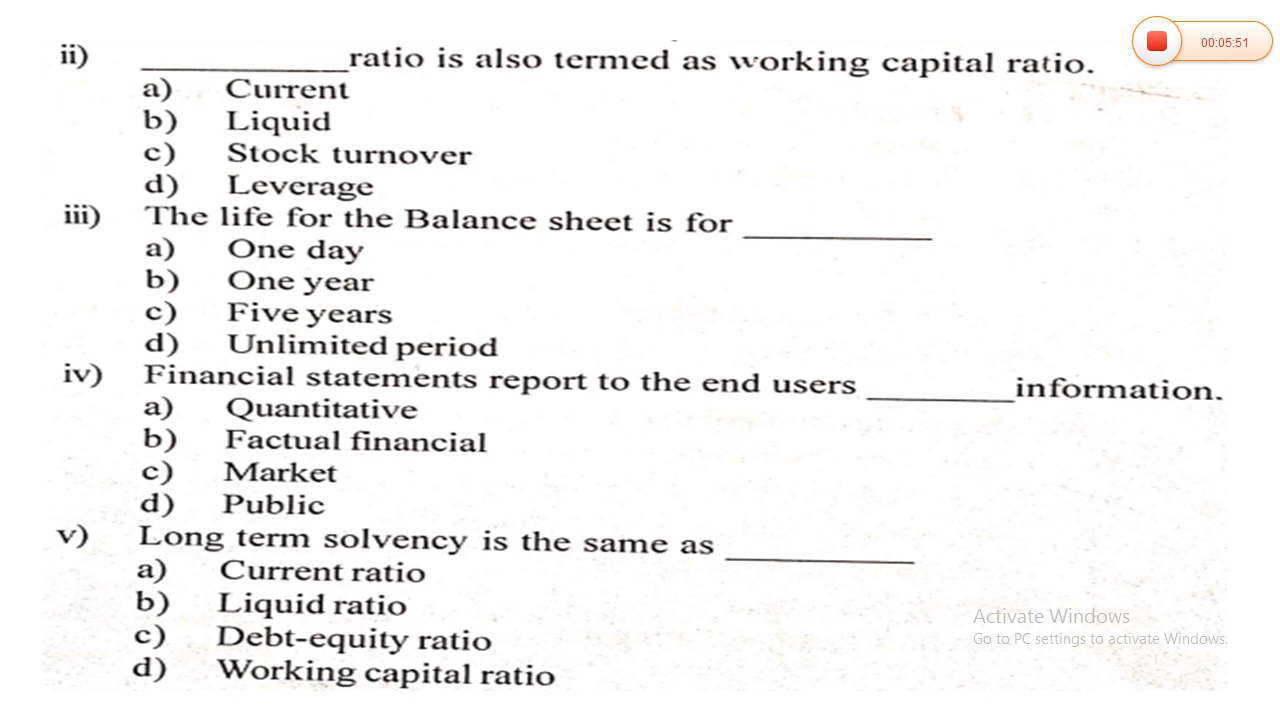 00:05:51
ii) ____________ratio is also termed as working capital ratio.
a) Current
b) Liquid
c) Stock turnover
d) Leverage
iii) The life for the Balance sheet is for ____________
a) One day
b) One year
c) Five years
d) Unlimited period
iv) Financial statements report to the end users _________information.
a) Quantitative
b) Factual financial
c) Market
d) Public
v) Long term solvency is the same as ____________
a) Current ratio
b) Liquid ratio
c) Debt-equity ratio
d) Working capital ratio
Activate Windows
Go to PC settings to activate Windows.